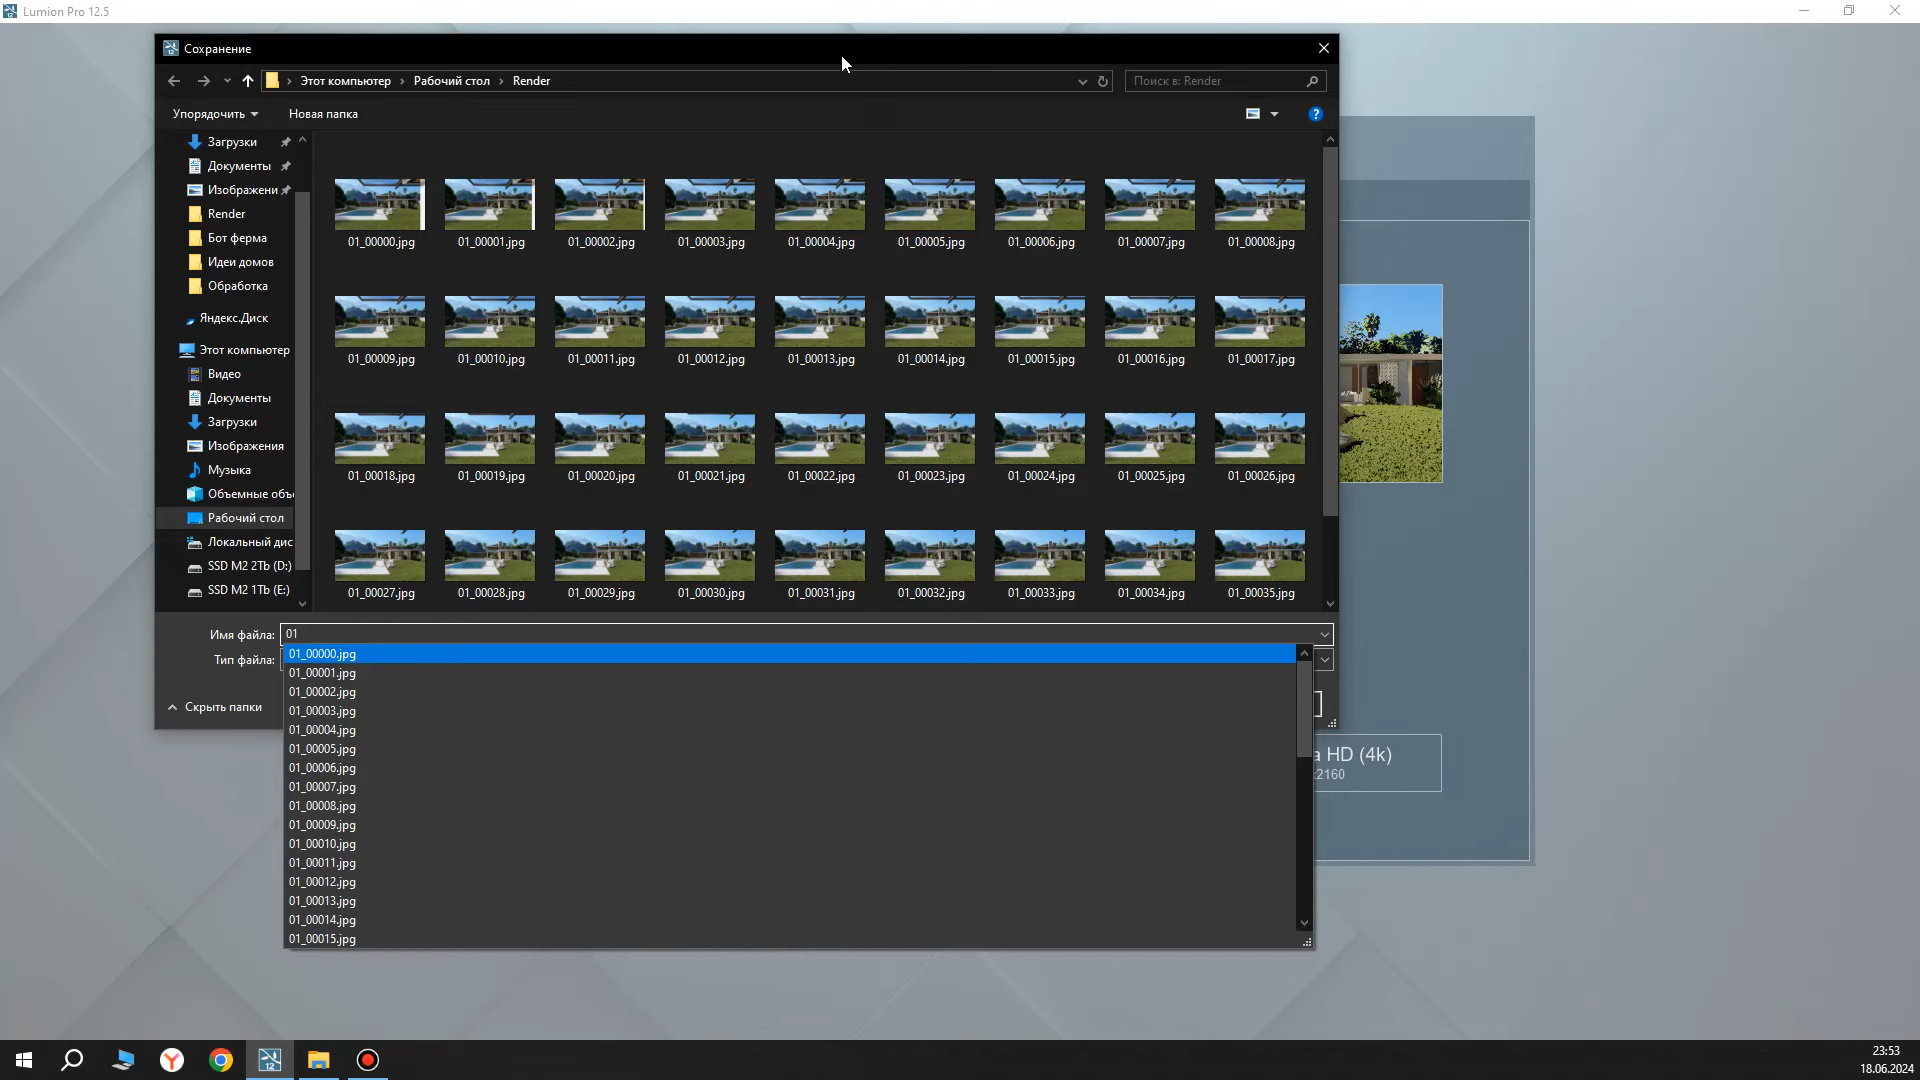 Lumion Pro 12.5
Сохранение
Этот компьютер
Рабочий стол
Render
Поиск в: Render
Упорядочить
Новая папка
Загрузки
Документы
Изображени
Render
Бот ферма
Идеи домов
Обработка
Яндекс.Диск
Этот компьютер
Видео
Документы
Загрузки
Изображения
Музыка
Объемные объ
Рабочий стол
Локальный дис
SSD M2 2Tb (D:)
SSD M2 1Tb (E:)
01_00000.jpg 01_00001.jpg 01_00002.jpg 01_00003.jpg 01_00004.jpg 01_00005.jpg 01_00006.jpg 01_00007.jpg 01_00008.jpg
01_00009.jpg 01_00010.jpg 01_00011.jpg 01_00012.jpg 01_00013.jpg 01_00014.jpg 01_00015.jpg 01_00016.jpg 01_00017.jpg
01_00018.jpg 01_00019.jpg 01_00020.jpg 01_00021.jpg 01_00022.jpg 01_00023.jpg 01_00024.jpg 01_00025.jpg 01_00026.jpg
01_00027.jpg 01_00028.jpg 01_00029.jpg 01_00030.jpg 01_00031.jpg 01_00032.jpg 01_00033.jpg 01_00034.jpg 01_00035.jpg
Имя файла: 01
Тип файла:
01_00000.jpg
01_00001.jpg
01_00002.jpg
01_00003.jpg
01_00004.jpg
01_00005.jpg
01_00006.jpg
01_00007.jpg
01_00008.jpg
01_00009.jpg
01_00010.jpg
01_00011.jpg
01_00012.jpg
01_00013.jpg
01_00014.jpg
01_00015.jpg
Скрыть папки
a HD (4k)
2160
12
23:53
18.06.2024